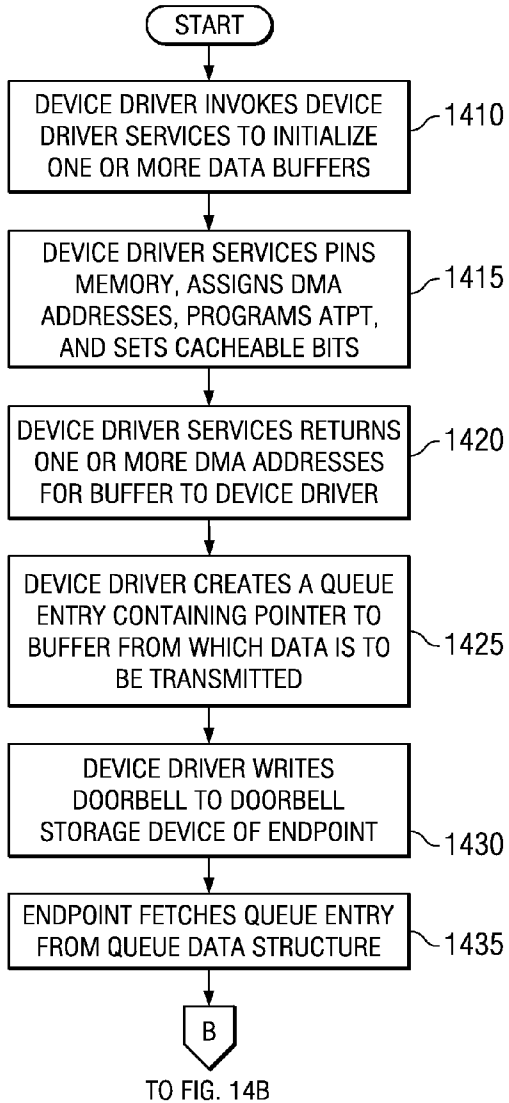 START
DEVICE DRIVER INVOKES DEVICE
DRIVER SERVICES TO INITIALIZE
ONE OR MORE DATA BUFFERS
1410
DEVICE DRIVER SERVICES PINS
MEMORY, ASSIGNS DMA
ADDRESSES, PROGRAMS ATPT,
AND SETS CACHEABLE BITS
1415
DEVICE DRIVER SERVICES RETURNS
ONE OR MORE DMA ADDRESSES
FOR BUFFER TO DEVICE DRIVER
1420
DEVICE DRIVER CREATES A QUEUE
ENTRY CONTAINING POINTER TO
BUFFER FROM WHICH DATA IS TO
BE TRANSMITTED
1425
DEVICE DRIVER WRITES
DOORBELL TO DOORBELL
STORAGE DEVICE OF ENDPOINT
1430
ENDPOINT FETCHES QUEUE ENTRY
FROM QUEUE DATA STRUCTURE
1435
B
TO FIG. 14B